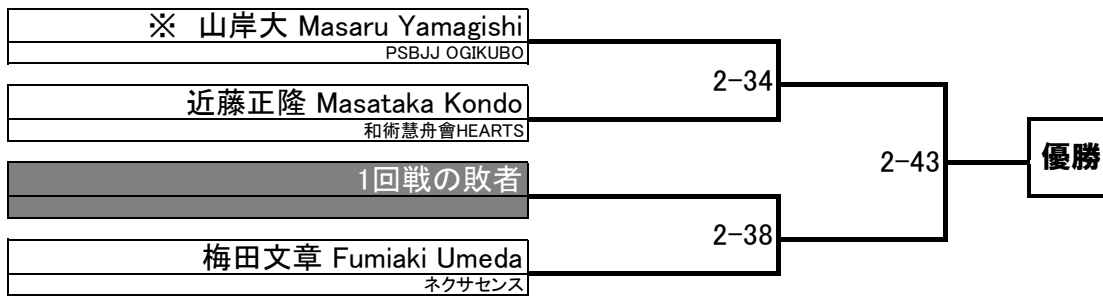 ※ 山岸大 Masaru Yamagishi
PSBJJ OGIKUBO
2-34
近藤正隆 Masataka Kondo
和術慧舟會HEARTS
2-43
優勝
1回戦の敗者
2-38
梅田文章 Fumiaki Umeda
ネクサセンス